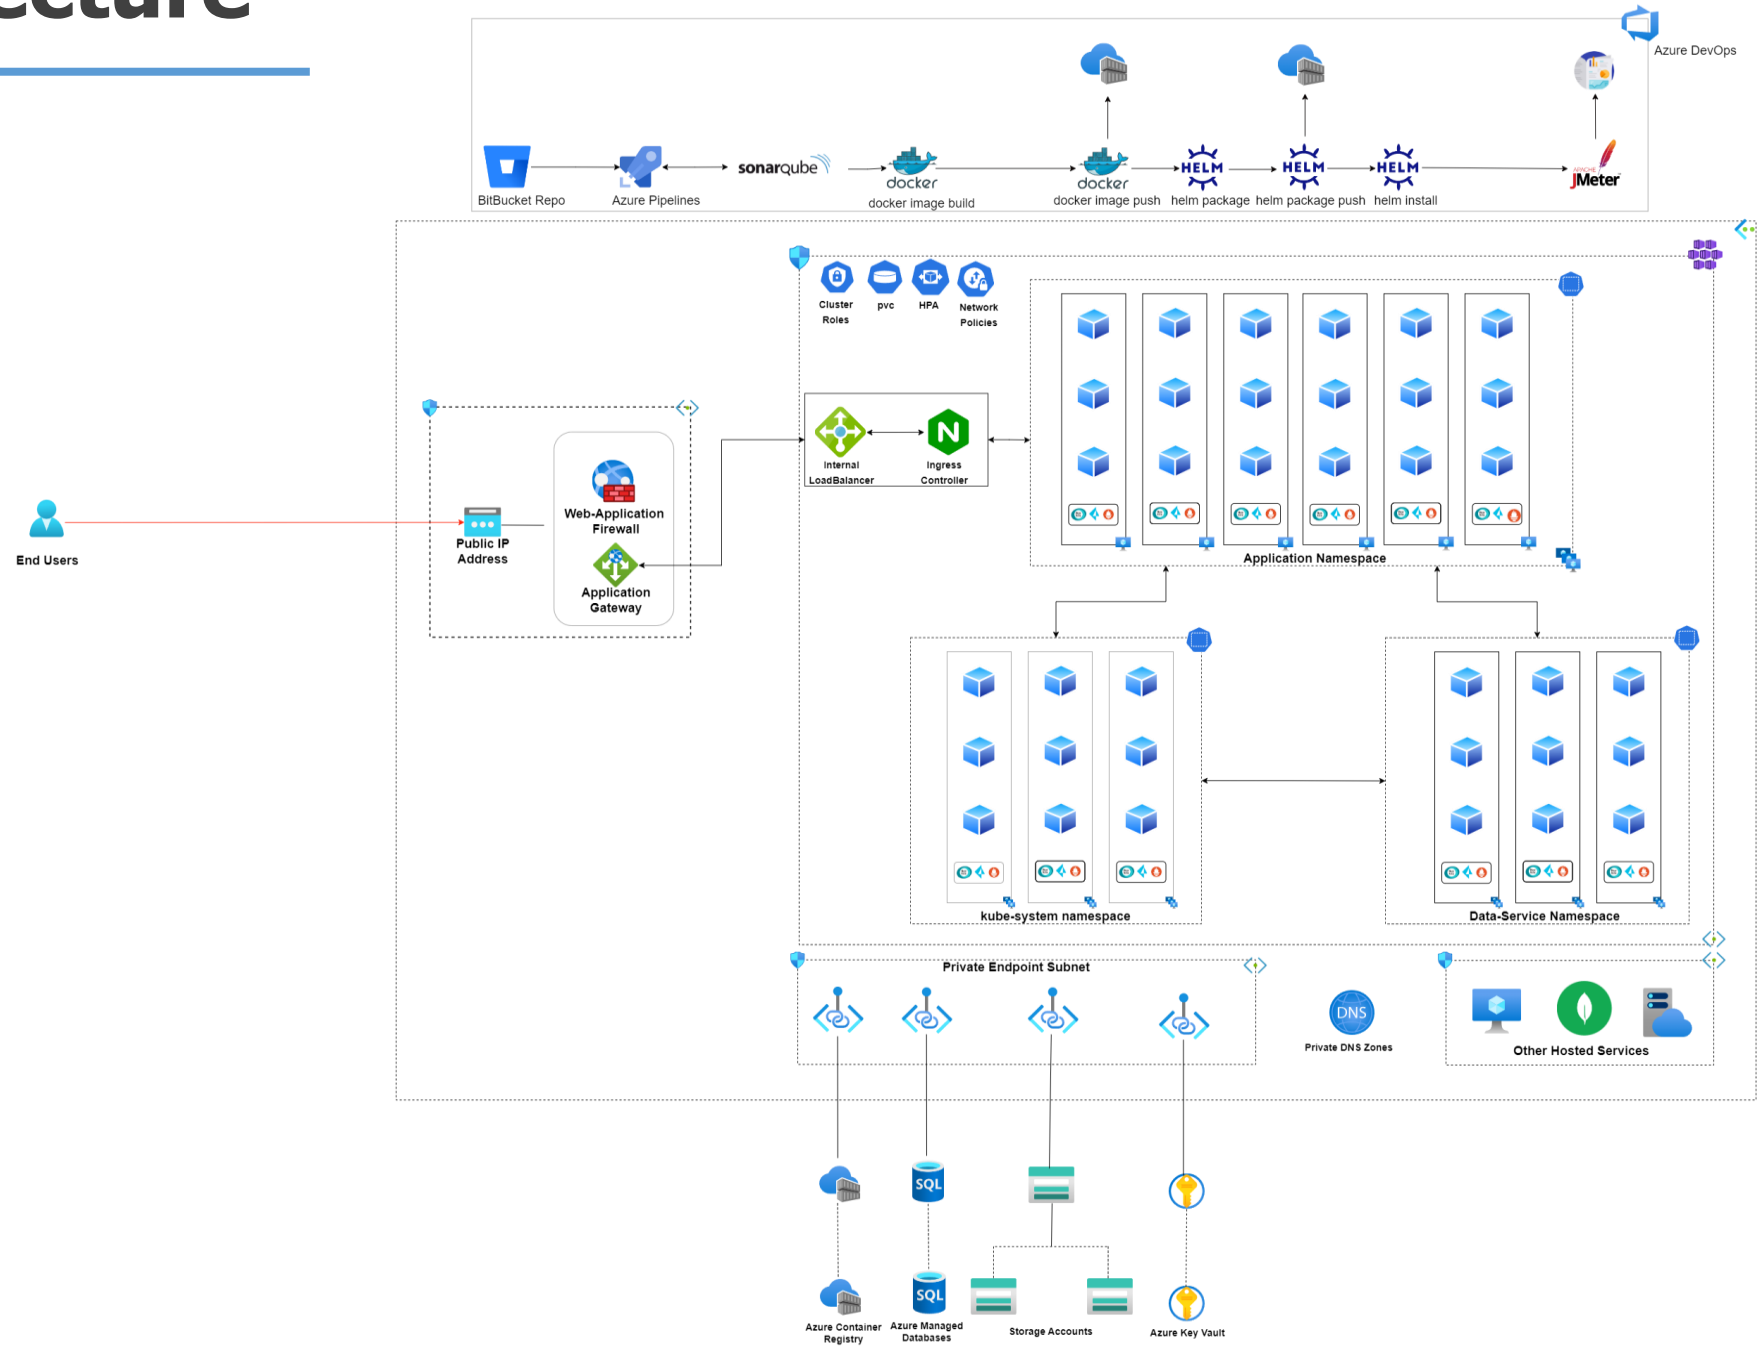 ecture
Azure DevOps
sonarqube
docker
docker
HELM
HELM
HELM
APACHE
JMeter
BitBucket Repo
Azure Pipelines
docker image build
docker image push
helm package
helm package push
helm install
Cluster
Roles
pvc
HPA
Network
Policies
Internal
LoadBalancer
N
Ingress
Controller
Web-Application
Firewall
Public IP
Address
Application
Gateway
End Users
Application Namespace
kube-system namespace
Data-Service Namespace
Private Endpoint Subnet
DNS
Private DNS Zones
Other Hosted Services
SQL
SQL
Azure Container
Registry
Azure Managed
Databases
Storage Accounts
Azure Key Vault